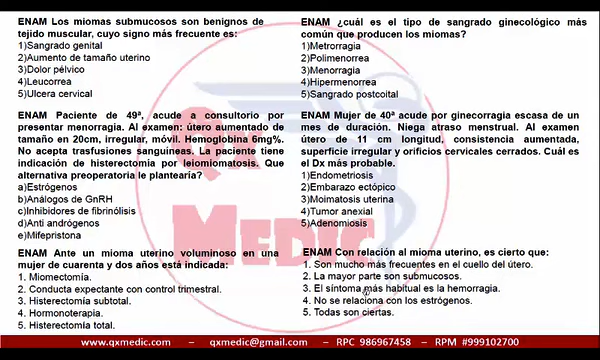 ENAM Los miomas submucosos son benignos de
tejido muscular, cuyo signo más frecuente es:
1)Sangrado genital
2)Aumento de tamaño uterino
3)Dolor pélvico
4)Leucorrea
5)Ulcera cervical
ENAM Paciente de 49ª, acude a consultorio por
presentar menorragia. Al examen: útero aumentado de
tamaño en 20cm, irregular, móvil. Hemoglobina 6mg%.
No acepta trasfusiones sanguíneas. La paciente tiene
indicación de histerectomía por leiomiomatosis. Que
alternativa preoperatoria le plantearía?
a)Estrógenos
b)Análogos de GnRH
c)Inhibidores de fibrinólisis
d)Anti andrógenos
e)Mifepristona
ENAM Ante un mioma uterino voluminoso en una
mujer de cuarenta y dos años está indicada:
1. Miomectomía.
2. Conducta expectante con control trimestral.
3. Histerectomía subtotal.
4. Hormonoterapia.
5. Histerectomía total.
ENAM ¿cuál es el tipo de sangrado ginecológico más
común que producen los miomas?
1)Metrorragia
2)Polimenorrea
3)Menorragia
4)Hipermenorrea
5)Sangrado postcoital
ENAM Mujer de 40ª acude por ginecorragia escasa de un
mes de duración. Niega atraso menstrual. Al examen
útero de 11 cm longitud, consistencia aumentada,
superficie irregular y orificios cervicales cerrados. Cuál es
el Dx más probable.
1)Endometriosis
2)Embarazo ectópico
3)Moimatosis uterina
4)Tumor anexial
5)Adenomiosis
ENAM Con relación al mioma uterino, es cierto que:
1. Son mucho más frecuentes en el cuello del útero.
2. La mayor parte son submucosos.
3. El síntoma más habitual es la hemorragia.
4. No se relaciona con los estrógenos.
5. Todas son ciertas.
Qx
MEDIC
www.qxmedic.com – qxmedic@gmail.com – RPC 986967458 – RPM #999102700